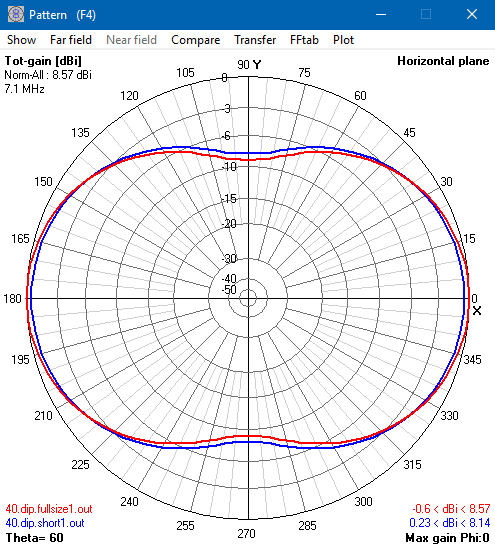 Pattern (F4)
Show Far field Near field Compare Transfer FFtab Plot
Tot-gain [dBi]
Norm-All : 8.57 dBi
7.1 MHz
Horizontal plane
90 Y
105 75
120 60
135 45
150 30
165 15
180 0
X
195 345
210 330
225 315
240 300
255 285
270
0
-3
-6
-10
-15
-20
-30
-40
-50
40.dip.fullsize1.out
40.dip.short1.out
Theta= 60
-0.6 < dBi < 8.57
0.23 < dBi < 8.14
Max gain Phi:0